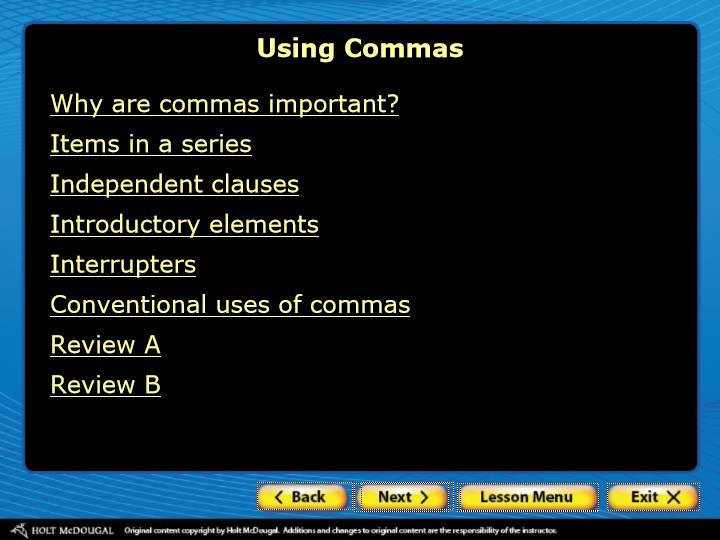 Using Commas
Why are commas important?
Items in a series
Independent clauses
Introductory elements
Interrupters
Conventional uses of commas
Review A
Review B
Back Next Lesson Menu Exit
HOLT McDOUGAL Original content copyright by Holt McDougal. Additions and changes to original content are the responsibility of the instructor.